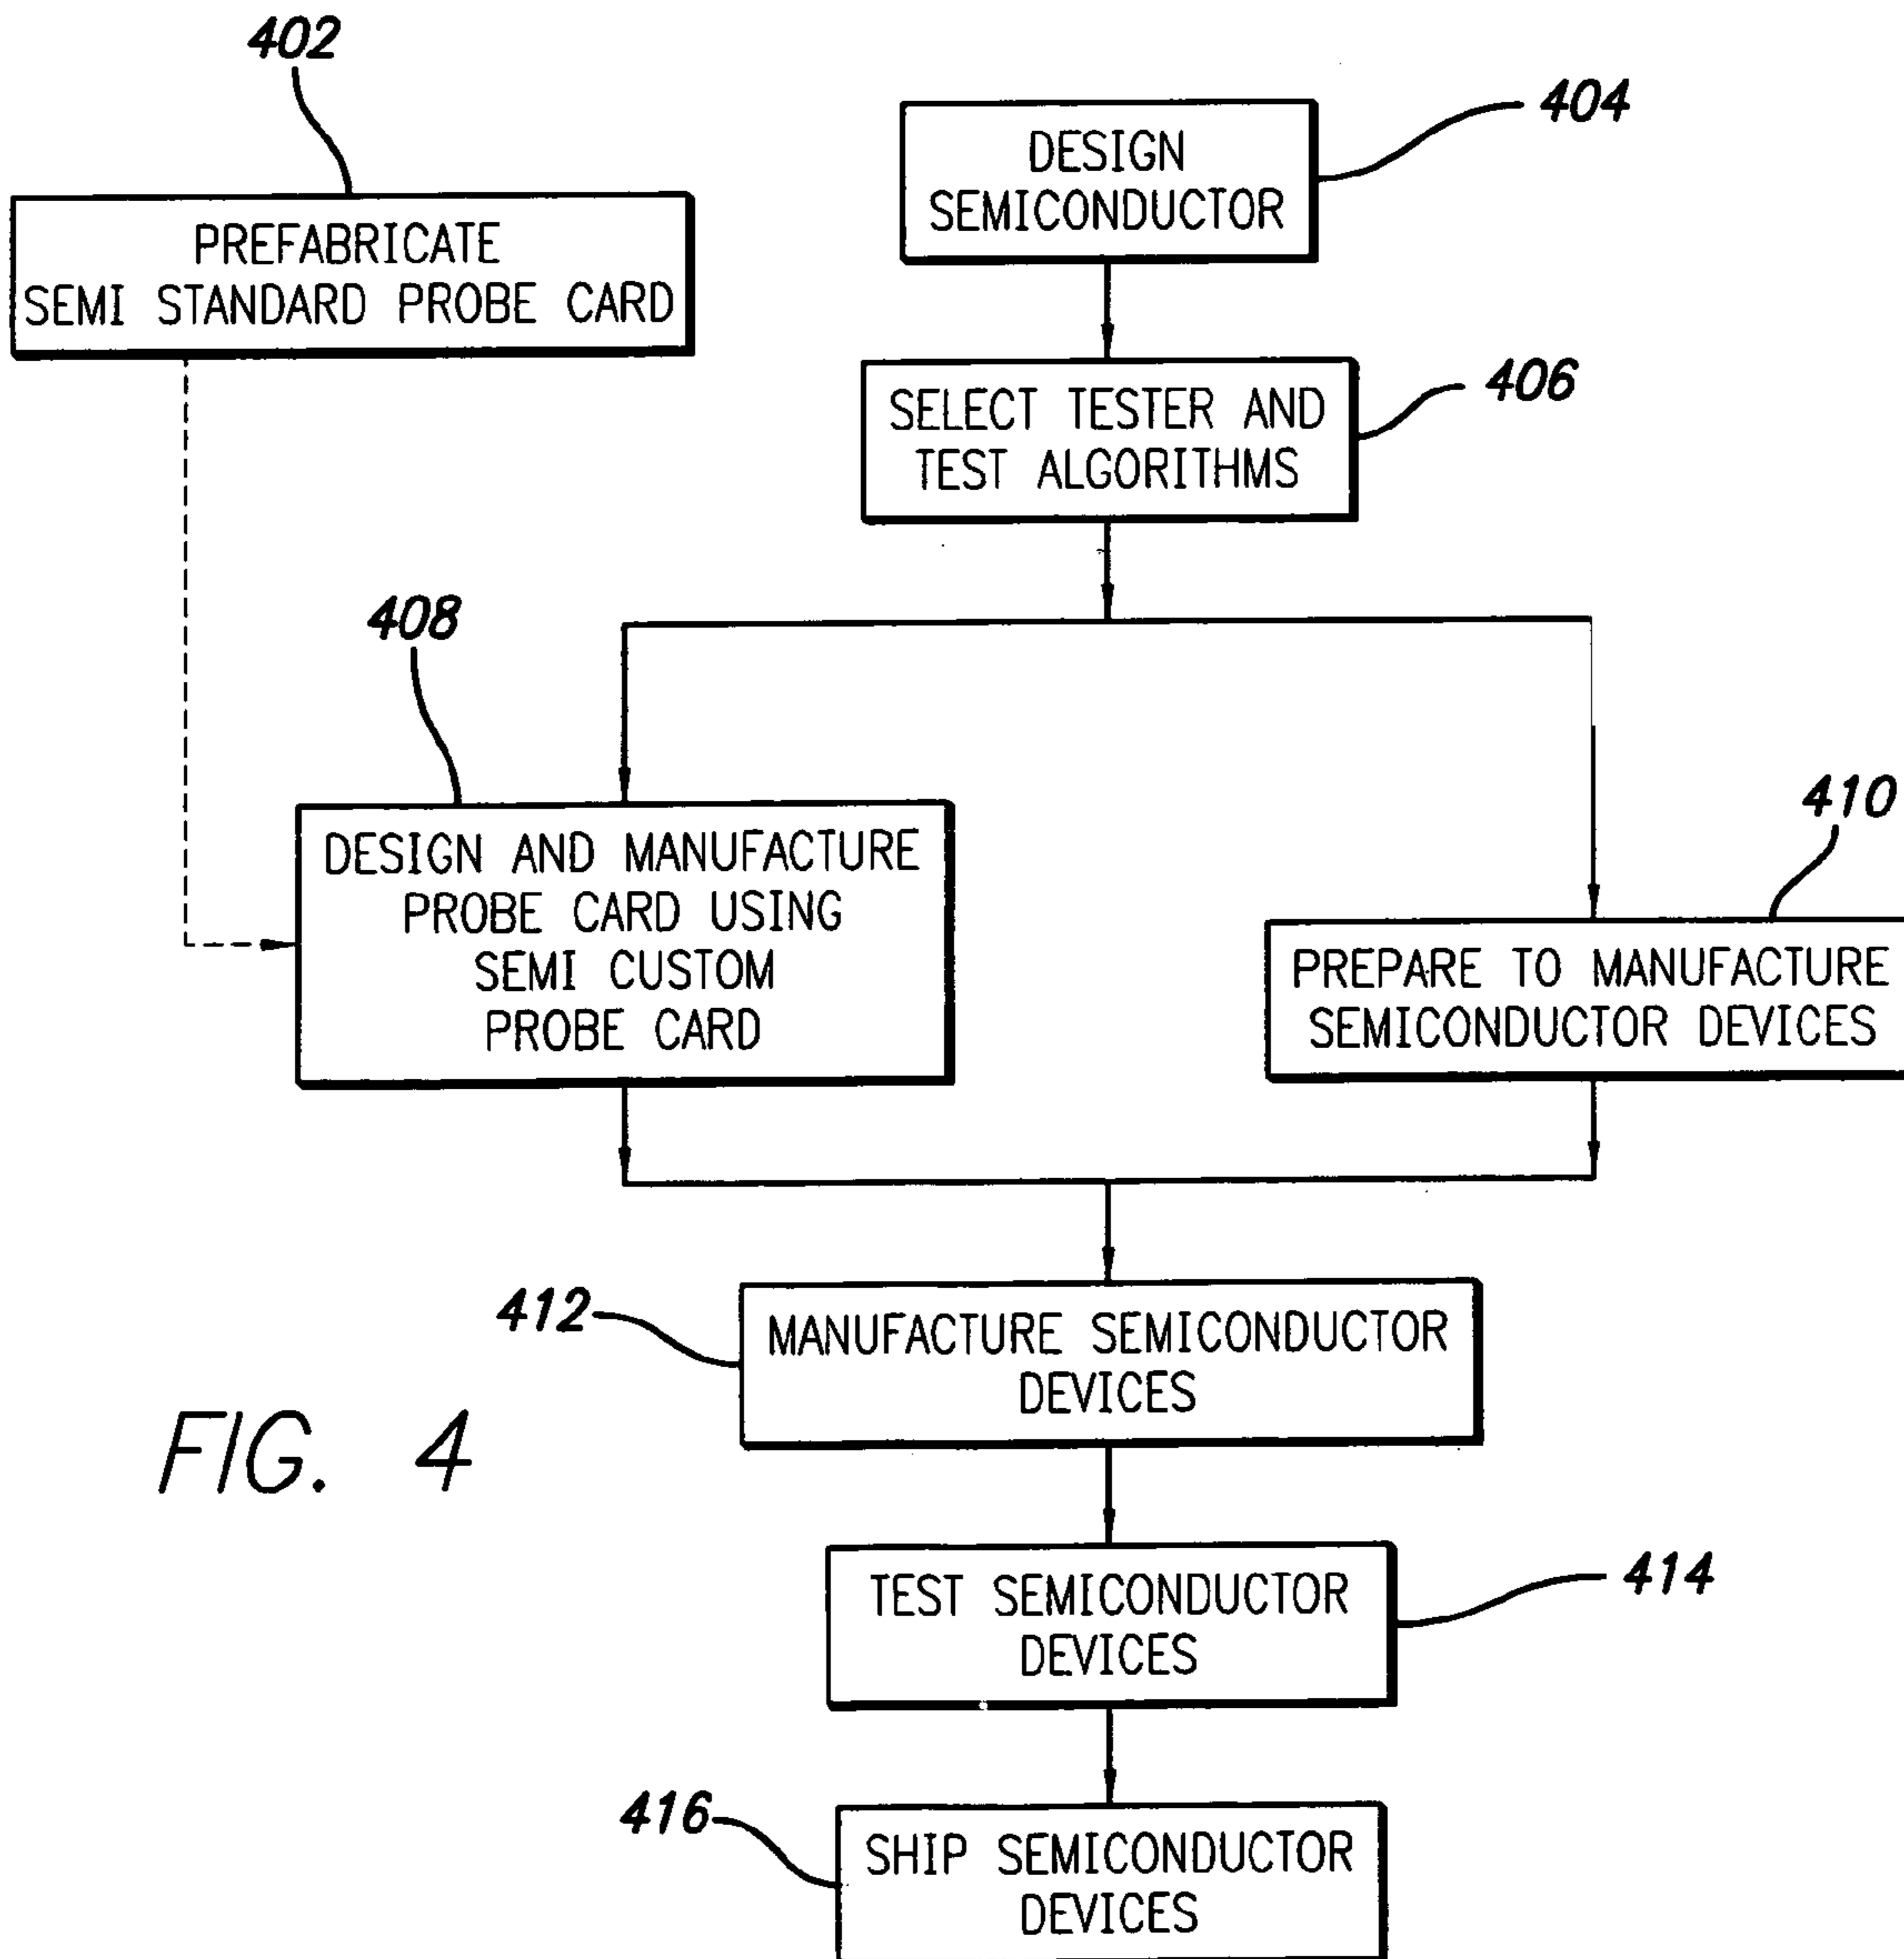 402
404
DESIGN
SEMICONDUCTOR
PREFABRICATE
SEMI STANDARD PROBE CARD
406
SELECT TESTER AND
TEST ALGORITHMS
408
410
DESIGN AND MANUFACTURE
PROBE CARD USING
SEMI CUSTOM
PROBE CARD
PREPARE TO MANUFACTURE
SEMICONDUCTOR DEVICES
412
MANUFACTURE SEMICONDUCTOR
DEVICES
FIG. 4
414
TEST SEMICONDUCTOR
DEVICES
416
SHIP SEMICONDUCTOR
DEVICES